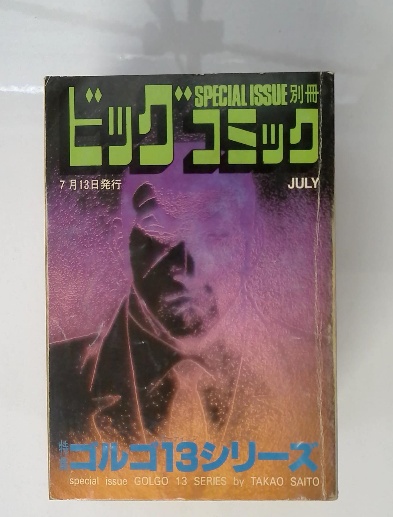 SPECIAL ISSUE 別冊
ビッグコミック
7月13日発行
JULY
ゴルゴ13シリーズ
special issue GOLGO 13 SERIES by TAKAO SAITO